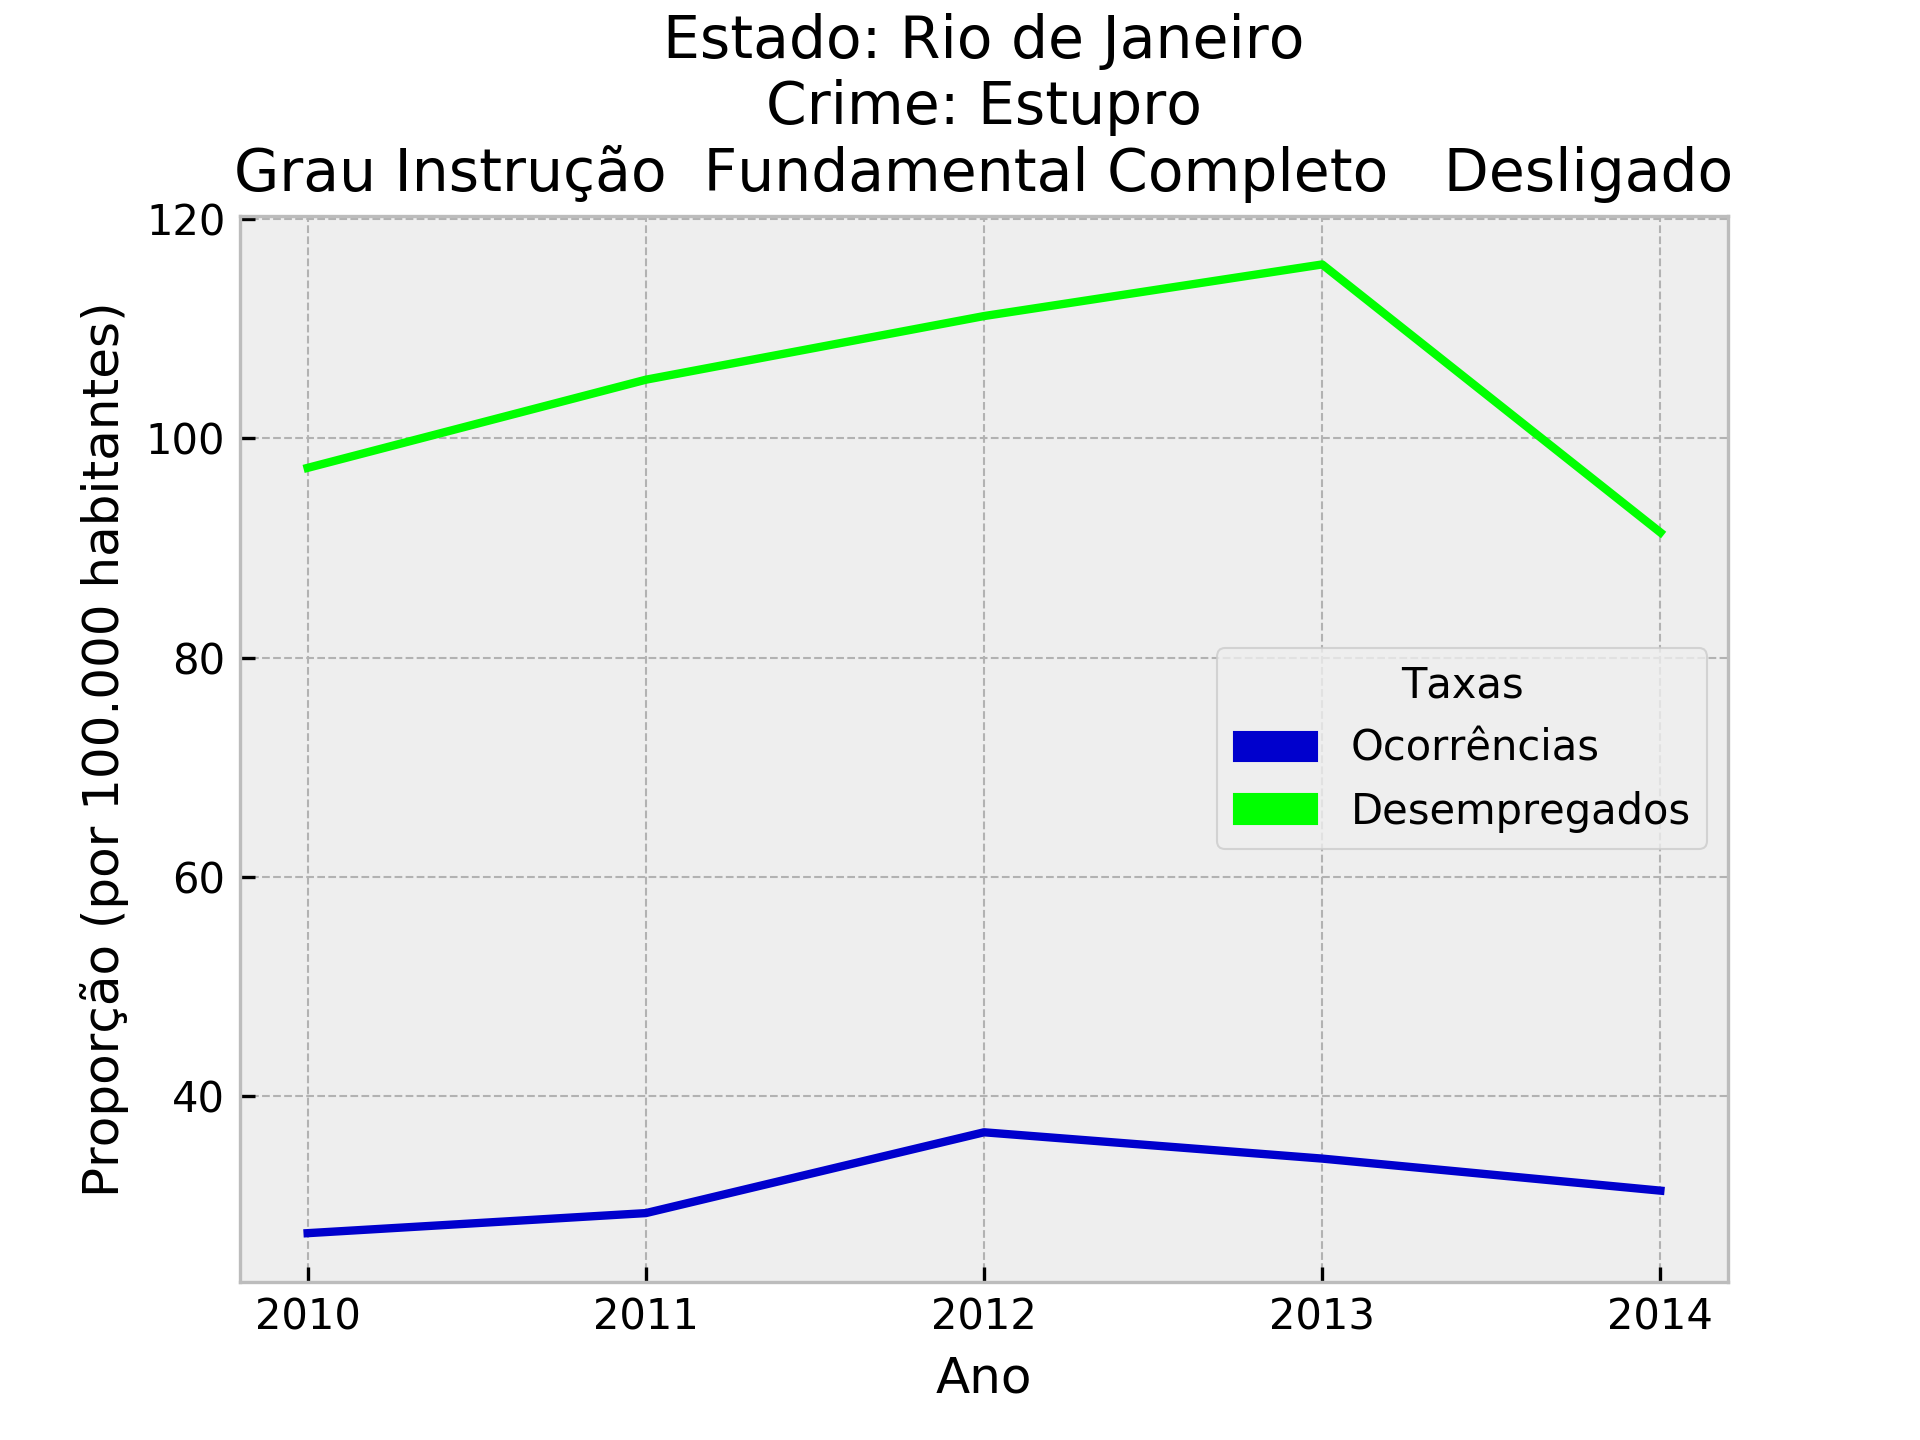 Estado: Rio de Janeiro
Crime: Estupro
Grau Instrução  Fundamental Completo   Desligado
120
100
80
60
40
Proporção (por 100.000 habitantes)
Taxas
Ocorrências
Desempregados
2010 2011 2012 2013 2014
Ano